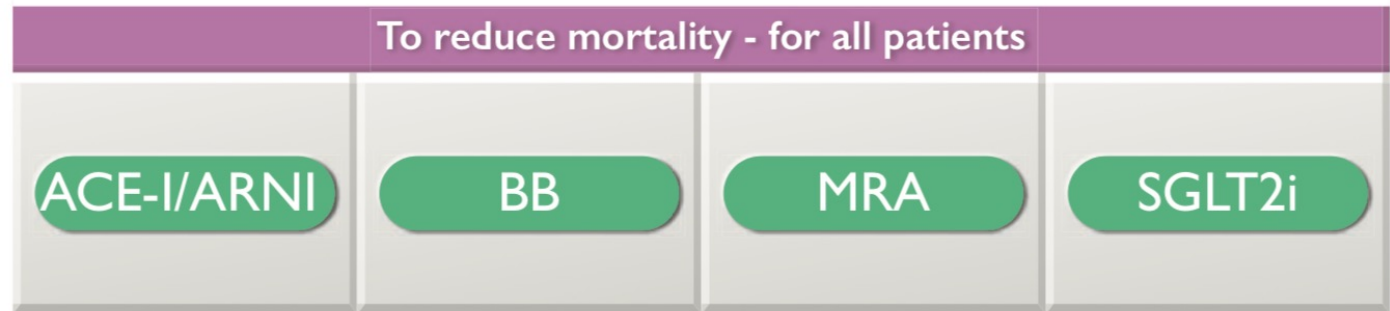 To reduce mortality - for all patients
ACE-I/ARNI
BB
MRA
SGLT2i